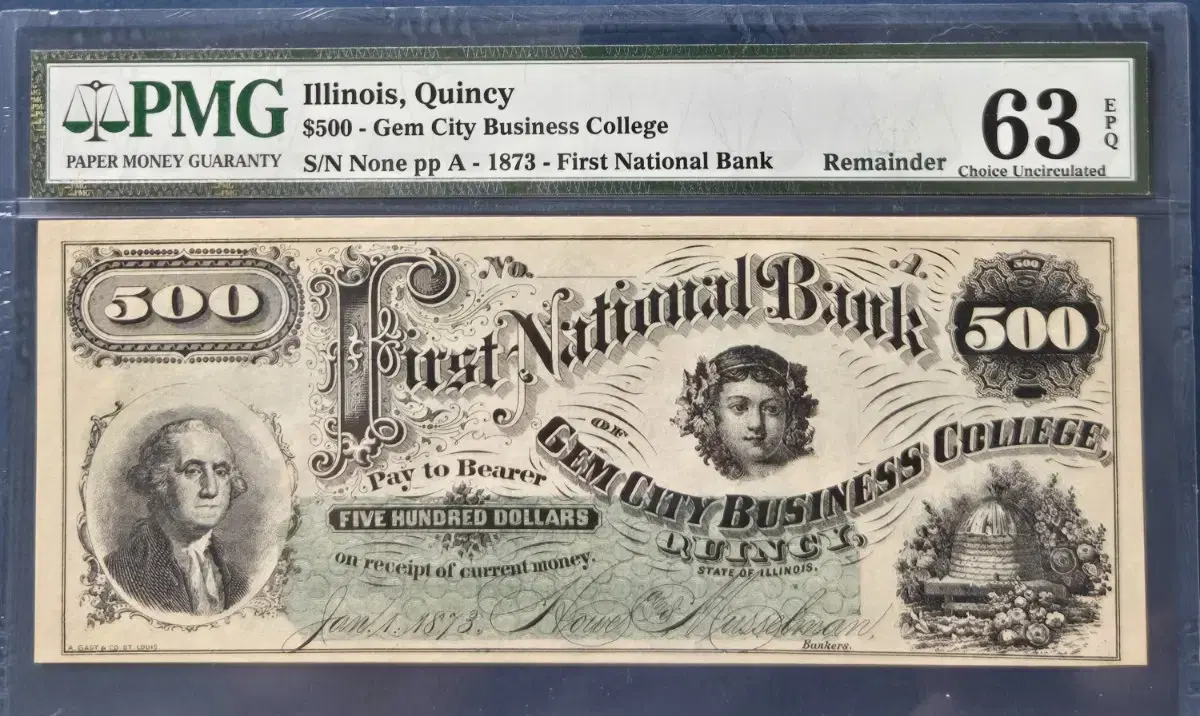 PMG
PAPER MONEY GUARANTY
Illinois, Quincy
$500 - Gem City Business College
S/N None pp A - 1873 - First National Bank
Remainder
63
EPQ
Choice Uncirculated
500
No.
A.
500
500
First National Bank
OF
GEM CITY BUSINESS COLLEGE,
QUINCY,
STATE OF ILLINOIS.
Pay to Bearer
FIVE HUNDRED DOLLARS
on receipt of current money.
Jan. 1. 1873.
Howe and Musselman,
Bankers.
A. GAST & CO. ST. LOUIS